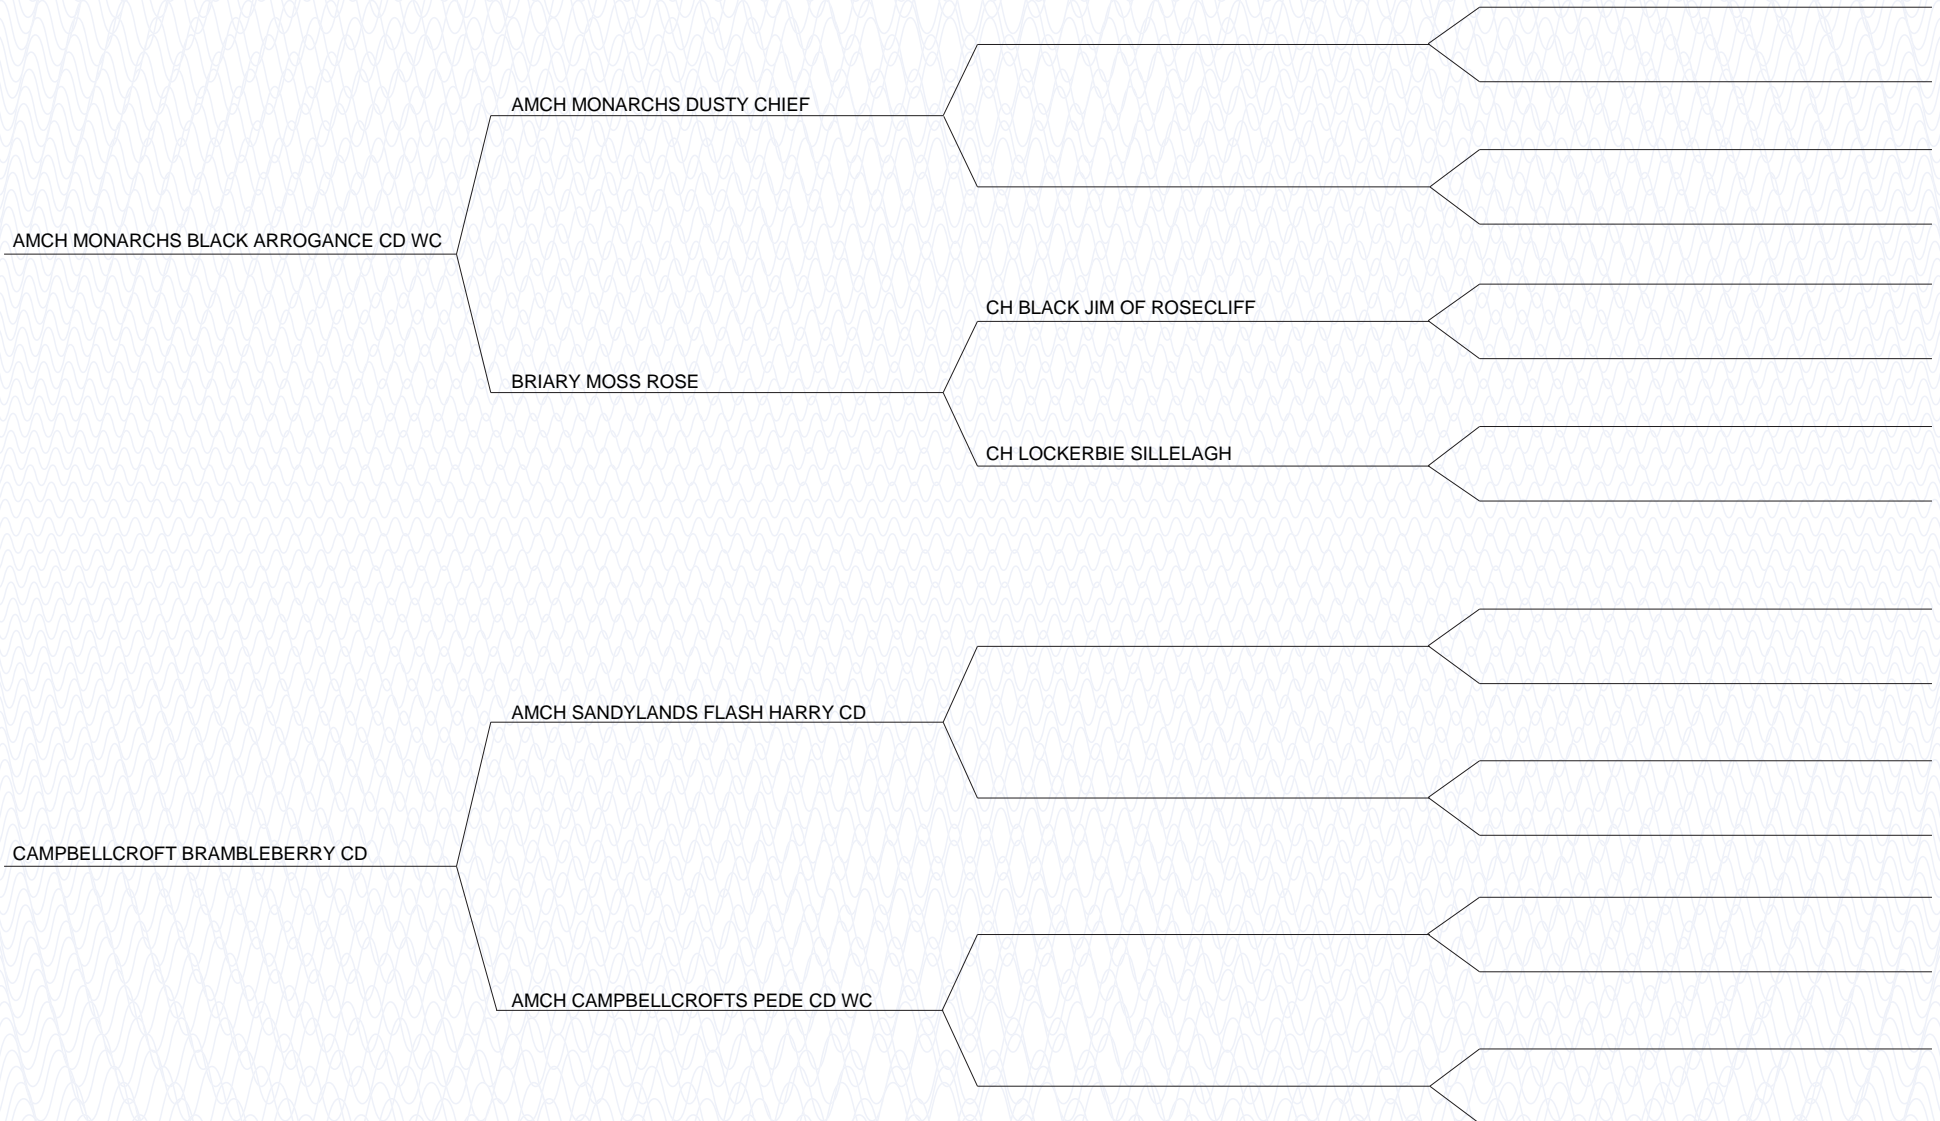 AMCH MONARCHS DUSTY CHIEF
AMCH MONARCHS BLACK ARROGANCE CD WC
CH BLACK JIM OF ROSECLIFF
BRIARY MOSS ROSE
CH LOCKERBIE SILLELAGH
AMCH SANDYLANDS FLASH HARRY CD
CAMPBELLCROFT BRAMBLEBERRY CD
AMCH CAMPBELLCROFTS PEDE CD WC